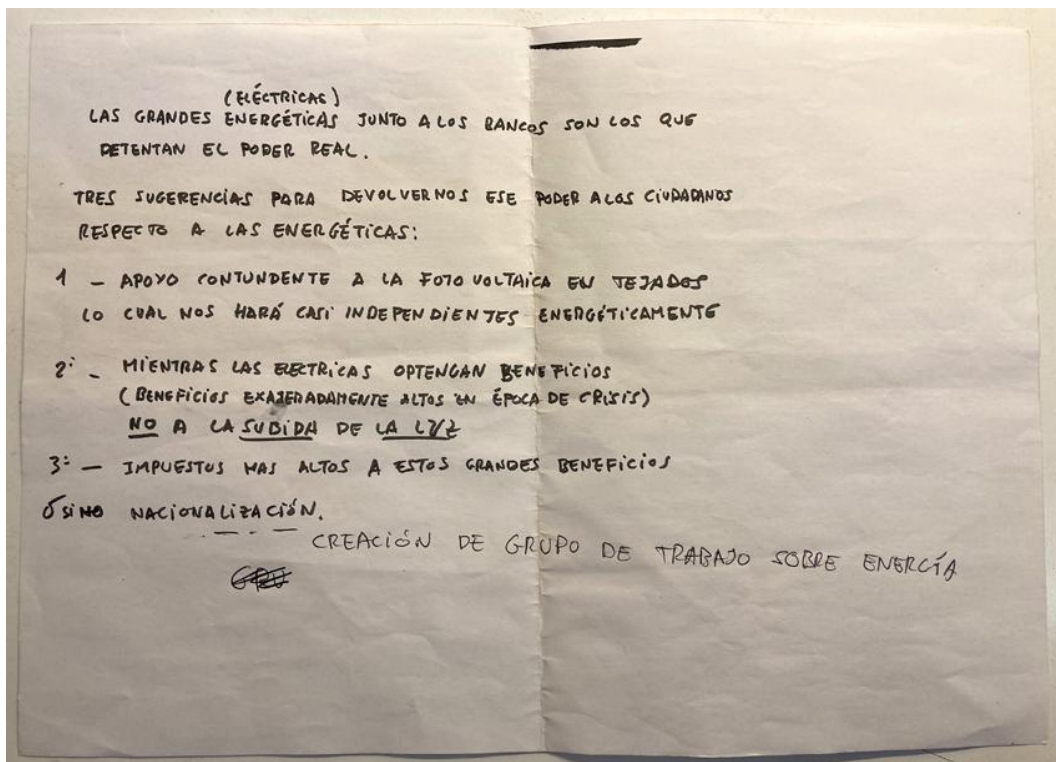 (ELÉCTRICAS)
LAS GRANDES ENERGÉTICAS JUNTO A LOS BANCOS SON LOS QUE
DETENTAN EL PODER REAL.
TRES SUGERENCIAS PARA DEVOLVERNOS ESE PODER A LOS CIUDADANOS
RESPECTO A LAS ENERGÉTICAS:
1 - APOYO CONTUNDENTE A LA FOTOVOLTAICA EN TEJADOS
LO CUAL NOS HARÁ CASI INDEPENDIENTES ENERGÉTICAMENTE
2º - MIENTRAS LAS ELECTRICAS OPTENGAN BENEFICIOS
(BENEFICIOS EXAJERADAMENTE ALTOS EN ÉPOCA DE CRISIS)
NO A LA SUBIDA DE LA LUZ
3º - IMPUESTOS MAS ALTOS A ESTOS GRANDES BENEFICIOS
Ó SINO NACIONALIZACIÓN.
CREACIÓN DE GRUPO DE TRABAJO SOBRE ENERGÍA